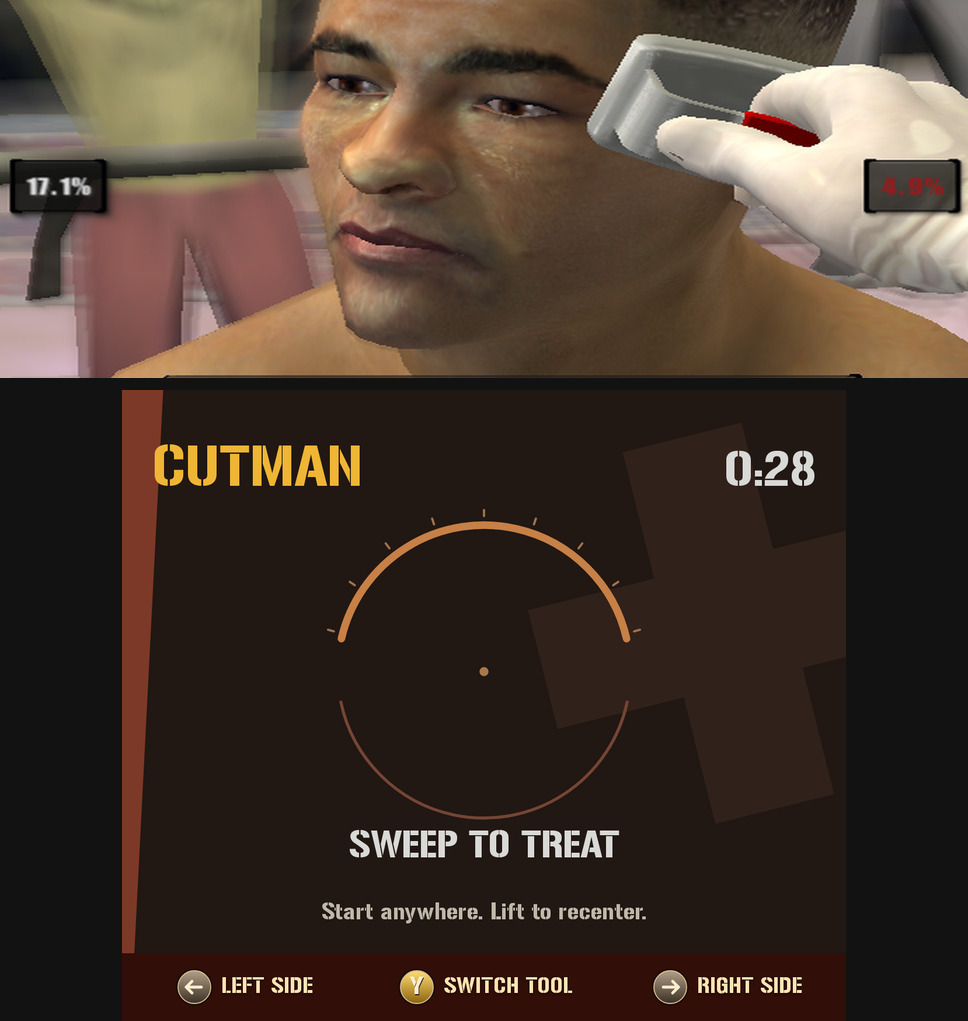 17.1%
4.9%
CUTMAN
0:28
SWEEP TO TREAT
Start anywhere. Lift to recenter.
← LEFT SIDE
Y SWITCH TOOL
→ RIGHT SIDE